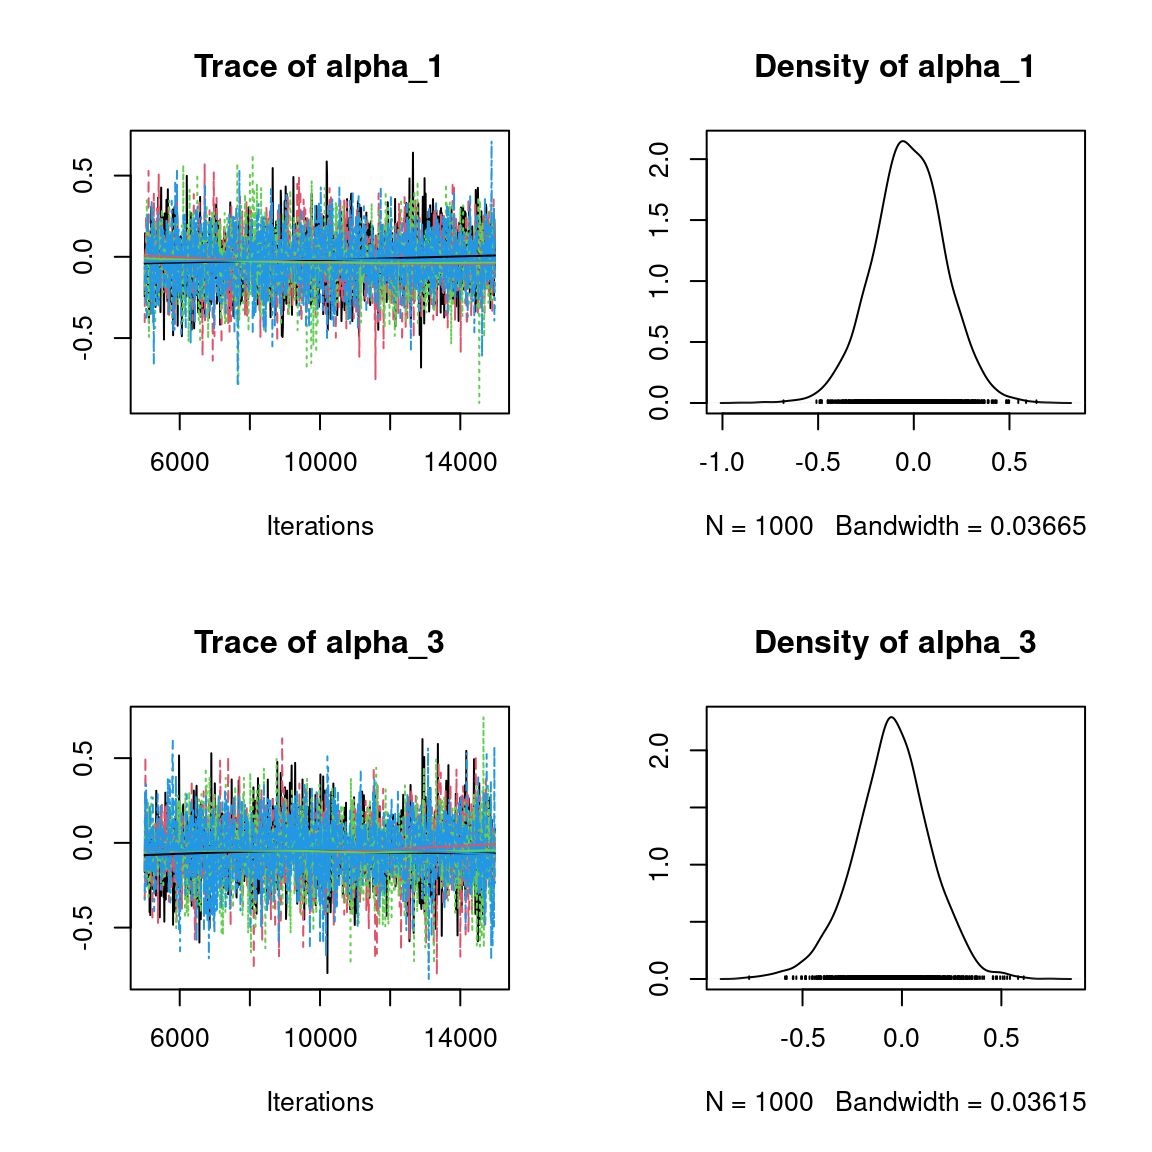 Trace of alpha_1
0.5
0.0
-0.5
6000 10000 14000
Iterations
Density of alpha_1
2.0
1.5
1.0
0.5
0.0
-1.0 -0.5 0.0 0.5
N = 1000 Bandwidth = 0.03665
Trace of alpha_3
0.5
0.0
-0.5
6000 10000 14000
Iterations
Density of alpha_3
2.0
1.0
0.0
-0.5 0.0 0.5
N = 1000 Bandwidth = 0.03615